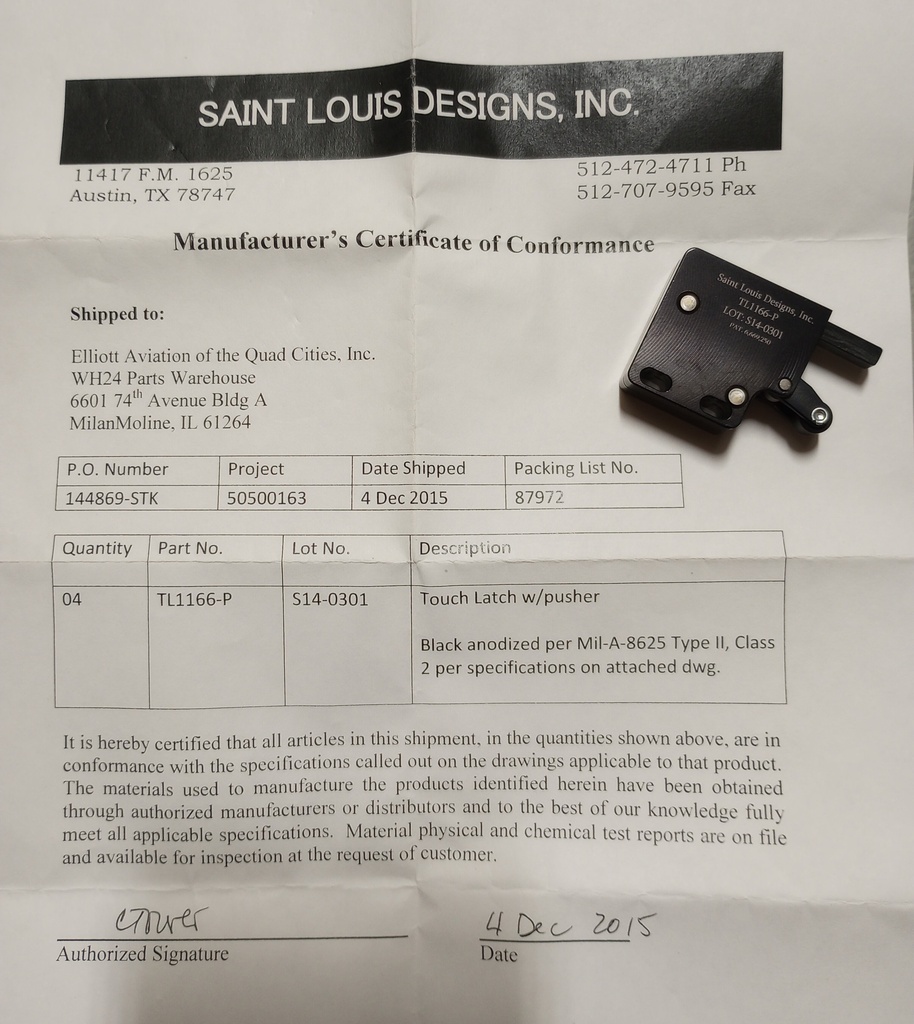 SAINT LOUIS DESIGNS, INC.
11417 F.M. 1625
Austin, TX 78747
512-472-4711 Ph
512-707-9595 Fax
Manufacturer's Certificate of Conformance
Saint Louis Designs, Inc.
TL1166-P
LOT: S14-0301
PAT.
Shipped to:
Elliott Aviation of the Quad Cities, Inc.
WH24 Parts Warehouse
6601 74th Avenue Bldg A
MilanMoline, IL 61264
P.O. Number Project Date Shipped Packing List No.
144869-STK 50500163 4 Dec 2015 87972
Quantity Part No. Lot No. Description
04 TL1166-P S14-0301 Touch Latch w/pusher
Black anodized per Mil-A-8625 Type II, Class
2 per specifications on attached dwg.
It is hereby certified that all articles in this shipment, in the quantities shown above, are in
conformance with the specifications called out on the drawings applicable to that product.
The materials used to manufacture the products identified herein have been obtained
through authorized manufacturers or distributors and to the best of our knowledge fully
meet all applicable specifications. Material physical and chemical test reports are on file
and available for inspection at the request of customer.
4 Dec 2015
Authorized Signature
Date